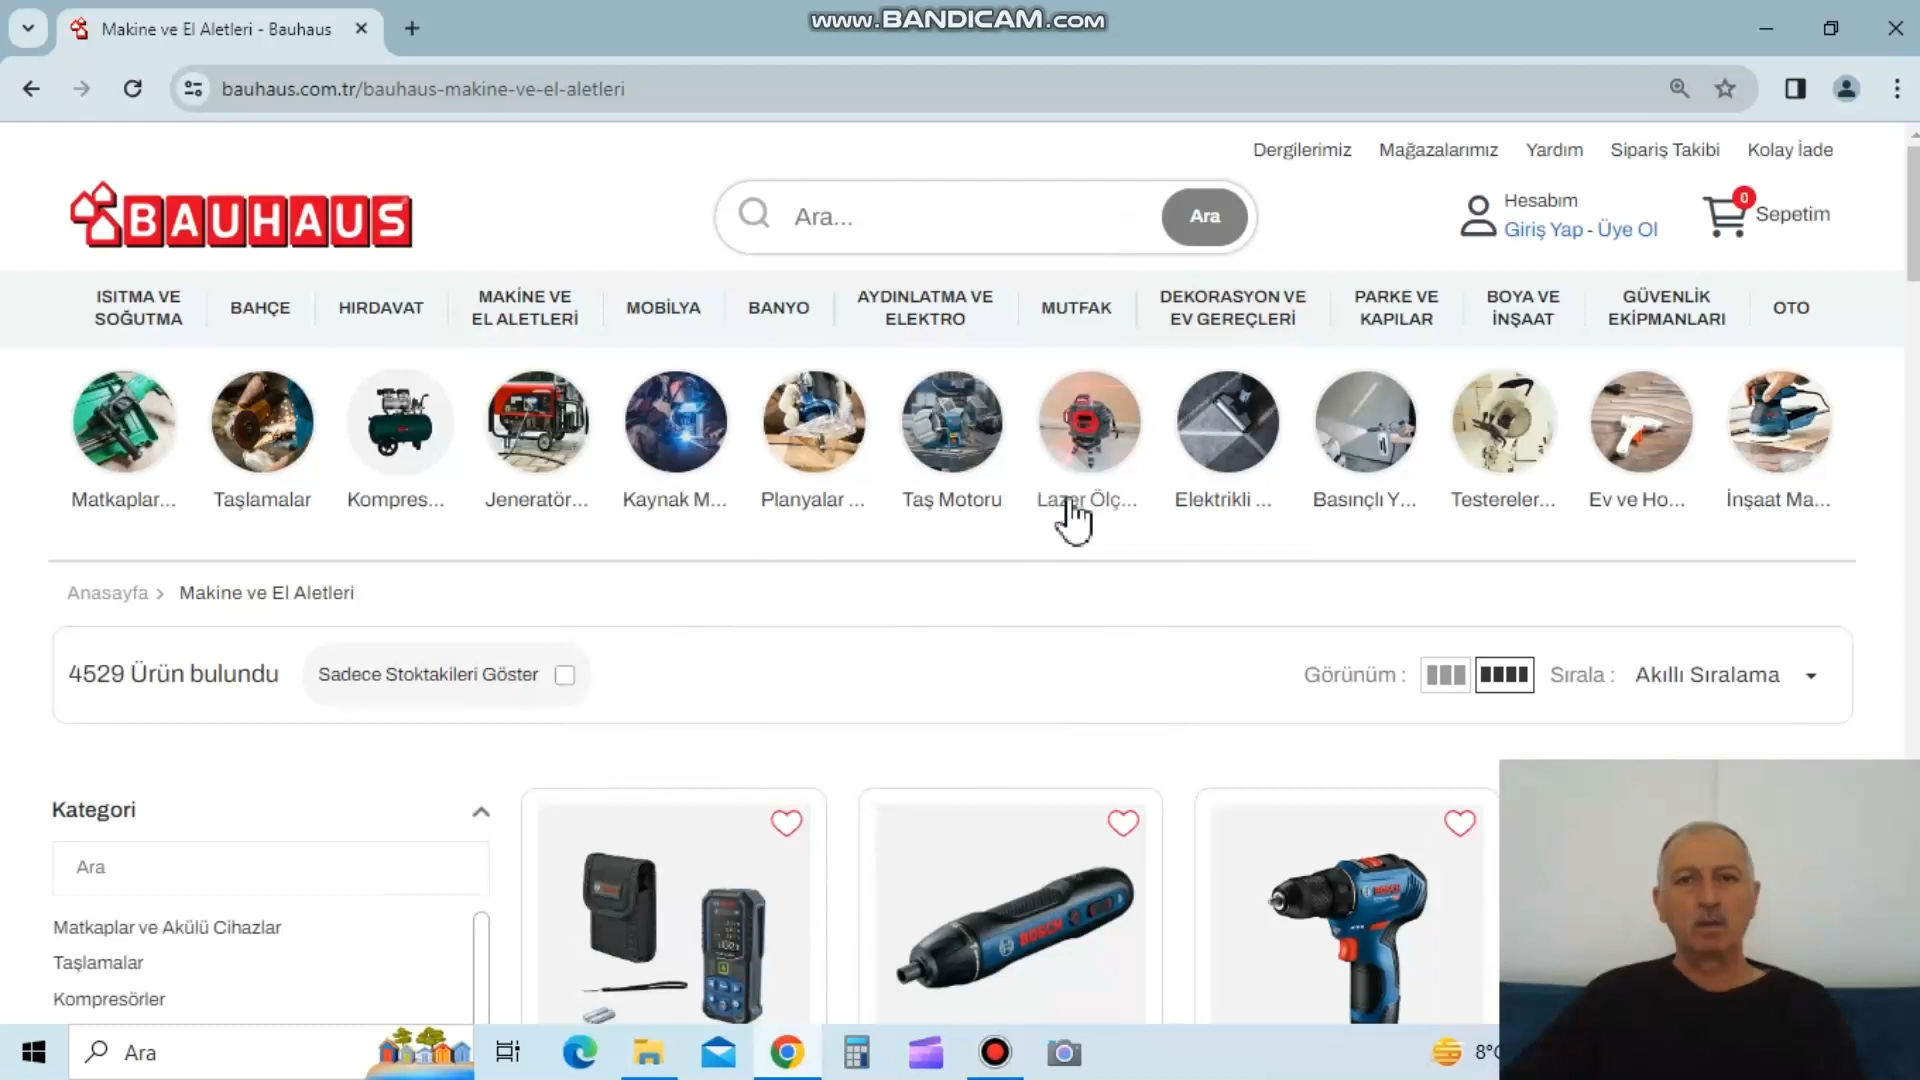 Makine ve El Aletleri - Bauhaus
www.BANDICAM.com
bauhaus.com.tr/bauhaus-makine-ve-el-aletleri
Dergilerimiz Mağazalarımız Yardım Sipariş Takibi Kolay İade
BAUHAUS
Ara...
Ara
Hesabım
Giriş Yap - Üye Ol
0
Sepetim
ISITMA VE SOĞUTMA
BAHÇE
HIRDAVAT
MAKİNE VE EL ALETLERİ
MOBİLYA
BANYO
AYDINLATMA VE ELEKTRO
MUTFAK
DEKORASYON VE EV GEREÇLERİ
PARKE VE KAPILAR
BOYA VE İNŞAAT
GÜVENLİK EKİPMANLARI
OTO
Matkaplar... Taşlamalar Kompres... Jeneratör... Kaynak M... Planyalar ... Taş Motoru Lazer Ölç... Elektrikli ... Basınçlı Y... Testereler... Ev ve Ho... İnşaat Ma...
Anasayfa > Makine ve El Aletleri
4529 Ürün bulundu
Sadece Stoktakileri Göster
Görünüm :
Sırala : Akıllı Sıralama
Kategori
Ara
Matkaplar ve Akülü Cihazlar
Taşlamalar
Kompresörler
BOSCH
BOSCH
Ara
8°C